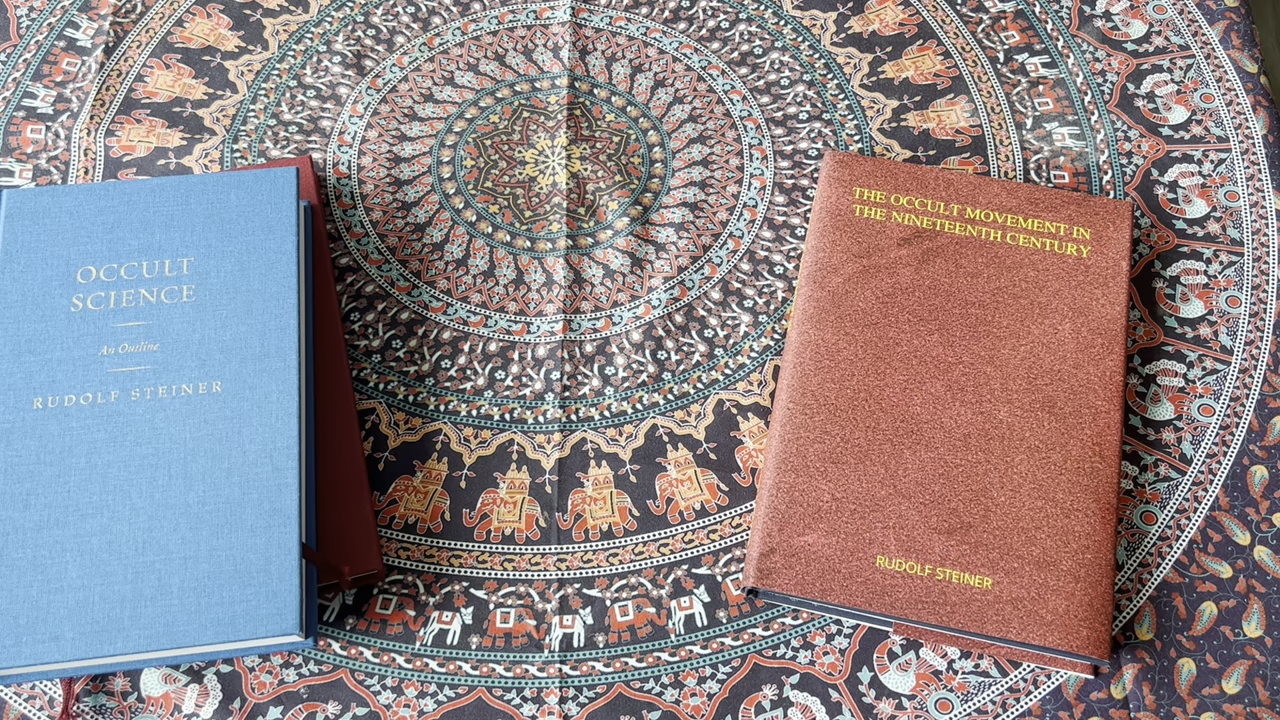 OCCULT
SCIENCE
An Outline
RUDOLF STEINER
THE OCCULT MOVEMENT IN
THE NINETEENTH CENTURY
RUDOLF STEINER